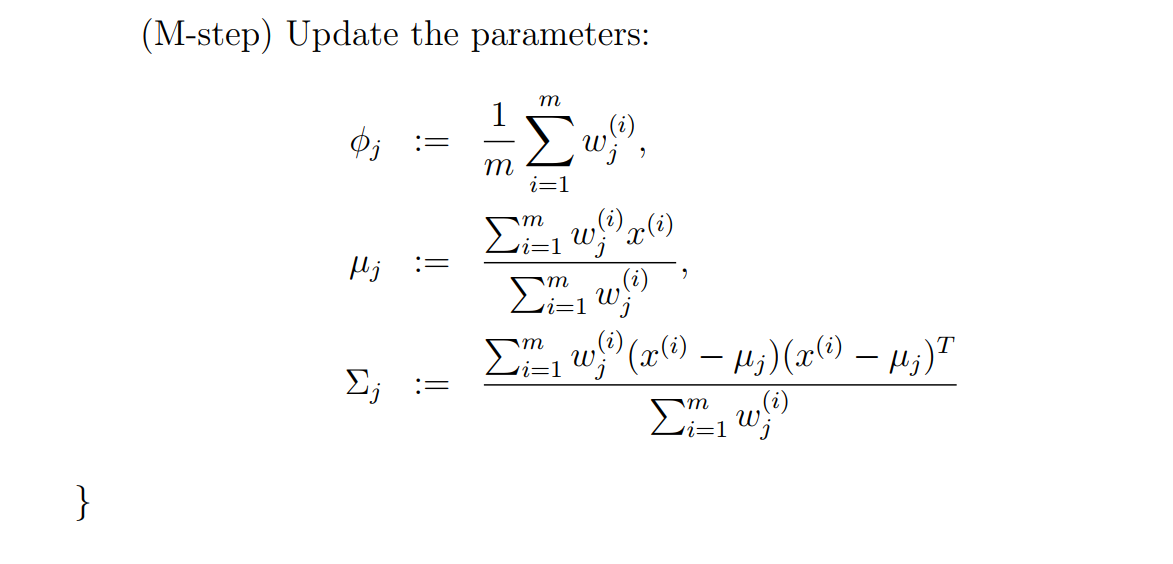 (M-step) Update the parameters:
$\phi_j := \frac{1}{m} \sum_{i=1}^{m} w_j^{(i)},$
$\mu_j := \frac{\sum_{i=1}^{m} w_j^{(i)} x^{(i)}}{\sum_{i=1}^{m} w_j^{(i)}},$
$\Sigma_j := \frac{\sum_{i=1}^{m} w_j^{(i)} (x^{(i)} - \mu_j)(x^{(i)} - \mu_j)^T}{\sum_{i=1}^{m} w_j^{(i)}}$
}